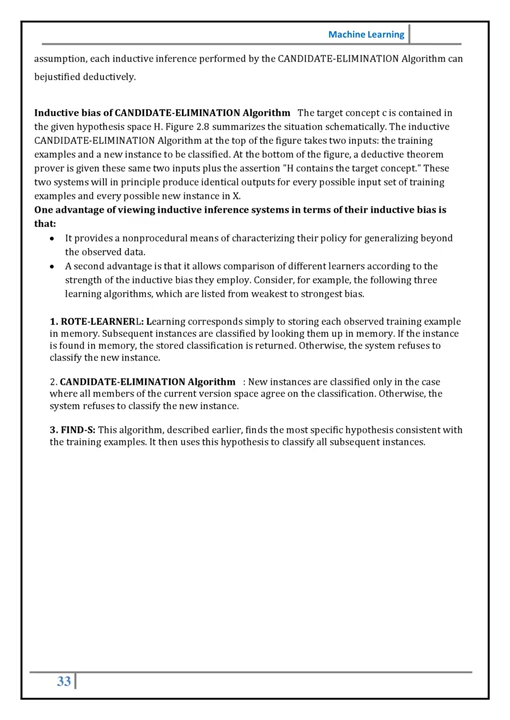 Machine Learning
assumption, each inductive inference performed by the CANDIDATE-ELIMINATION Algorithm can
bejustified deductively.
Inductive bias of CANDIDATE-ELIMINATION Algorithm The target concept c is contained in
the given hypothesis space H. Figure 2.8 summarizes the situation schematically. The inductive
CANDIDATE-ELIMINATION Algorithm at the top of the figure takes two inputs: the training
examples and a new instance to be classified. At the bottom of the figure, a deductive theorem
prover is given these same two inputs plus the assertion "H contains the target concept." These
two systems will in principle produce identical outputs for every possible input set of training
examples and every possible new instance in X.
One advantage of viewing inductive inference systems in terms of their inductive bias is
that:
• It provides a nonprocedural means of characterizing their policy for generalizing beyond
the observed data.
• A second advantage is that it allows comparison of different learners according to the
strength of the inductive bias they employ. Consider, for example, the following three
learning algorithms, which are listed from weakest to strongest bias.
1. ROTE-LEARNERL: Learning corresponds simply to storing each observed training example
in memory. Subsequent instances are classified by looking them up in memory. If the instance
is found in memory, the stored classification is returned. Otherwise, the system refuses to
classify the new instance.
2. CANDIDATE-ELIMINATION Algorithm : New instances are classified only in the case
where all members of the current version space agree on the classification. Otherwise, the
system refuses to classify the new instance.
3. FIND-S: This algorithm, described earlier, finds the most specific hypothesis consistent with
the training examples. It then uses this hypothesis to classify all subsequent instances.
33